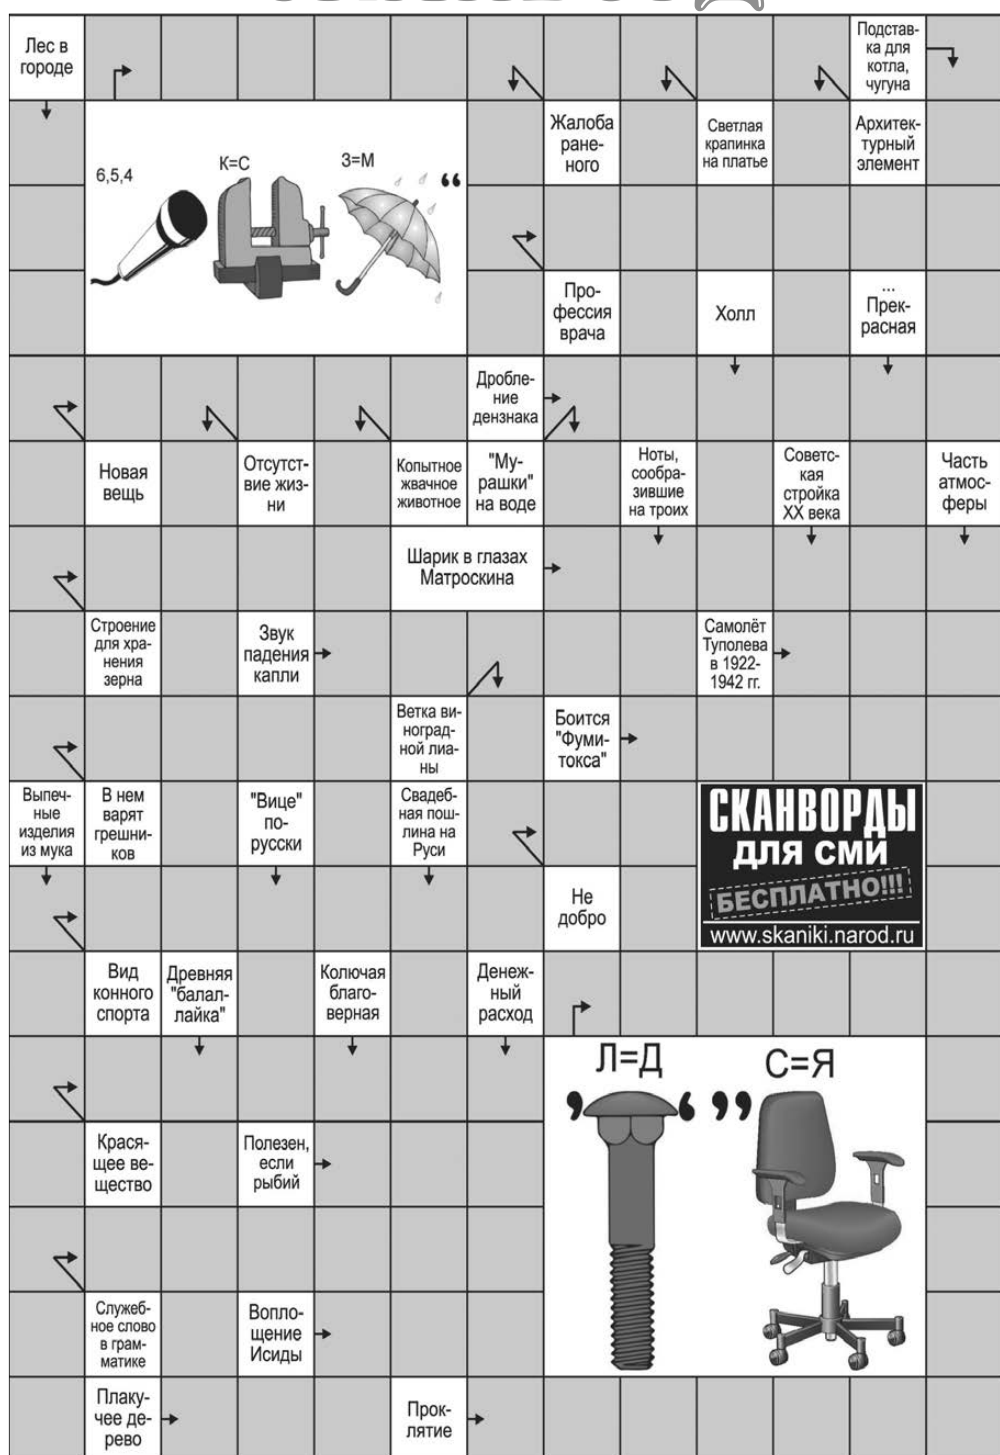 Лес в
городе
Подстав-
ка для
котла,
чугуна
6,5,4
К=С
З=М
“
Жалоба
ране-
ного
Светлая
крапинка
на платье
Архитек-
турный
элемент
Про-
фессия
врача
Холл
...
Прек-
расная
Дробле-
ние
дензнака
Новая
вещь
Отсутст-
вие жиз-
ни
Копытное
жвачное
животное
"Му-
рашки"
на воде
Ноты,
сообра-
зившие
на троих
Советс-
кая
стройка
XX века
Часть
атмос-
феры
Шарик в глазах
Матроскина
Строение
для хра-
нения
зерна
Звук
падения
капли
Самолёт
Туполева
в 1922-
1942 гг.
Ветка ви-
ноград-
ной лиа-
ны
Боится
"Фуми-
токса"
Выпеч-
ные
изделия
из мука
В нем
варят
грешни-
ков
"Вице"
по-
русски
Свадеб-
ная пош-
лина на
Руси
СКАНВОРДЫ
ДЛЯ СМИ
БЕСПЛАТНО!!!
www.skaniki.narod.ru
Не
добро
Вид
конного
спорта
Древняя
"балал-
лайка"
Колючая
благо-
верная
Денеж-
ный
расход
Л=Д
С=Я
’ ‘ ’’
Крася-
щее ве-
щество
Полезен,
если
рыбий
Служеб-
ное слово
в грам-
матике
Вопло-
щение
Исиды
Плаку-
чее де-
рево
Прок-
лятие